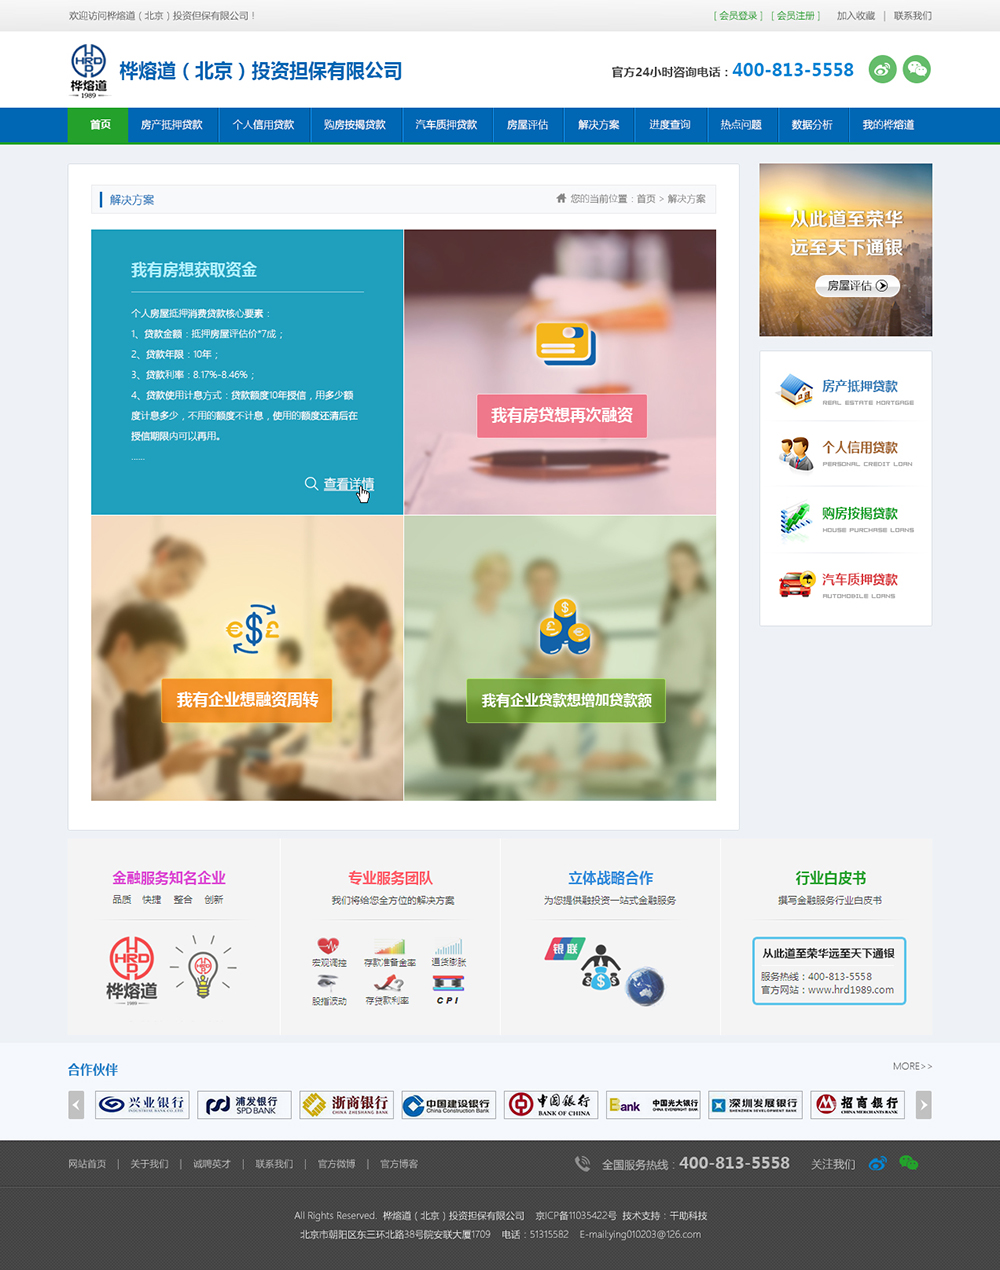 欢迎访问桦熔道（北京）投资担保有限公司！
[ 会员登录 ] [ 会员注册 ] 加入收藏 | 联系我们
HRD
桦熔道
1989
桦熔道（北京）投资担保有限公司
官方24小时咨询电话：400-813-5558
首页 房产抵押贷款 个人信用贷款 购房按揭贷款 汽车质押贷款 房屋评估 解决方案 进度查询 热点问题 数据分析 我的桦熔道
解决方案
您的当前位置：首页 > 解决方案
我有房想获取资金
个人房屋抵押消费贷款核心要素：
1、贷款金额：抵押房屋评估价*7成；
2、贷款年限：10年；
3、贷款利率：8.17%-8.46%；
4、贷款使用计息方式：贷款额度10年授信，用多少额
度计息多少，不用的额度不计息，使用的额度还清后在
授信期限内可以再用。
......
查看详情
我有房贷想再次融资
我有企业想融资周转
我有企业贷款想增加贷款额
从此道至荣华
远至天下通银
房屋评估
房产抵押贷款
REAL ESTATE MORTGAGE
个人信用贷款
PERSONAL CREDIT LOAN
购房按揭贷款
HOUSE PURCHASE LOANS
汽车质押贷款
AUTOMOBILE LOANS
金融服务知名企业
品质 快捷 整合 创新
HRD
桦熔道
1989
专业服务团队
我们将给您全方位的解决方案
宏观调控 存款准备金率 通货膨胀
股指波动 存贷款利率 CPI
立体战略合作
为您提供融投资一站式金融服务
银联
行业白皮书
撰写金融服务行业白皮书
从此道至荣华远至天下通银
服务热线：400-813-5558
官方网站：www.hrd1989.com
合作伙伴
MORE>>
兴业银行
INDUSTRIAL BANK CO.,LTD
浦发银行
SPD BANK
浙商银行
CHINA ZHESHANG BANK
中国建设银行
China Construction Bank
中国银行
BANK OF CHINA
Bank
中国光大银行
CHINA EVERBRIGHT BANK
深圳发展银行
SHENZHEN DEVELOPMENT BANK
招商银行
CHINA MERCHANTS BANK
网站首页 | 关于我们 | 诚聘英才 | 联系我们 | 官方微博 | 官方博客
全国服务热线：400-813-5558 关注我们
All Rights Reserved. 桦熔道（北京）投资担保有限公司 京ICP备11035422号 技术支持：干助科技
北京市朝阳区东三环北路38号院安联大厦1709 电话：51315582 E-mail:ying010203@126.com